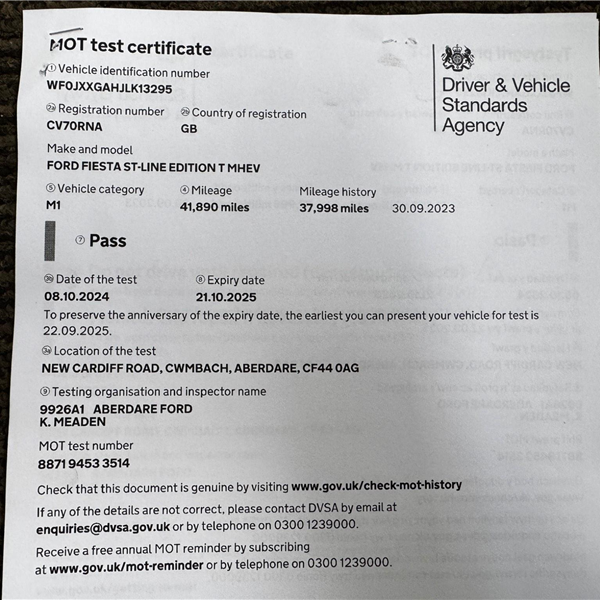 MOT test certificate
① Vehicle identification number
WF0JXXGAHJLK13295
Driver & Vehicle
Standards
Agency
Registration number Country of registration
CV70RNA GB
Make and model
FORD FIESTA ST-LINE EDITION T MHEV
⑤ Vehicle category ④ Mileage Mileage history
M1 41,890 miles 37,998 miles 30.09.2023
⑦ Pass
Date of the test ⑧ Expiry date
08.10.2024 21.10.2025
To preserve the anniversary of the expiry date, the earliest you can present your vehicle for test is
22.09.2025.
Location of the test
NEW CARDIFF ROAD, CWMBACH, ABERDARE, CF44 0AG
⑨ Testing organisation and inspector name
9926A1 ABERDARE FORD
K. MEADEN
MOT test number
8871 9453 3514
Check that this document is genuine by visiting www.gov.uk/check-mot-history
If any of the details are not correct, please contact DVSA by email at
enquiries@dvsa.gov.uk or by telephone on 0300 1239000.
Receive a free annual MOT reminder by subscribing
at www.gov.uk/mot-reminder or by telephone on 0300 1239000.